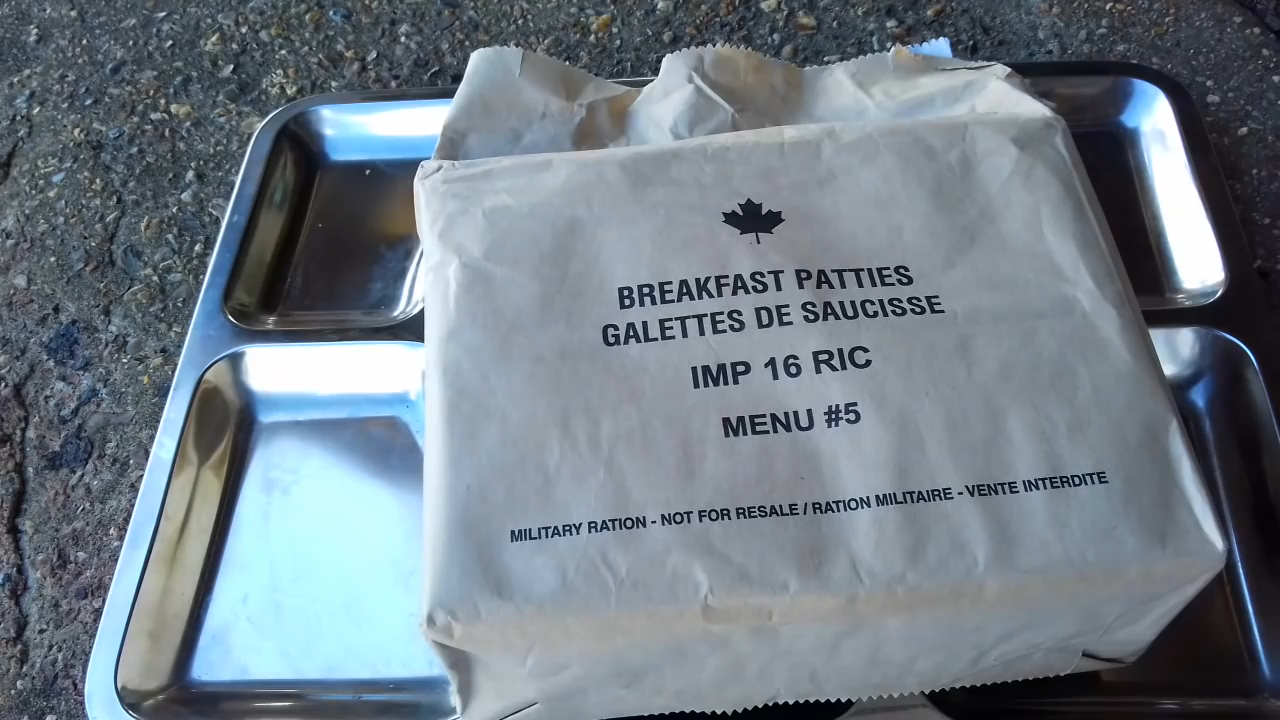 BREAKFAST PATTIES
GALETTES DE SAUCISSE
IMP 16 RIC
MENU #5
MILITARY RATION - NOT FOR RESALE / RATION MILITAIRE - VENTE INTERDITE